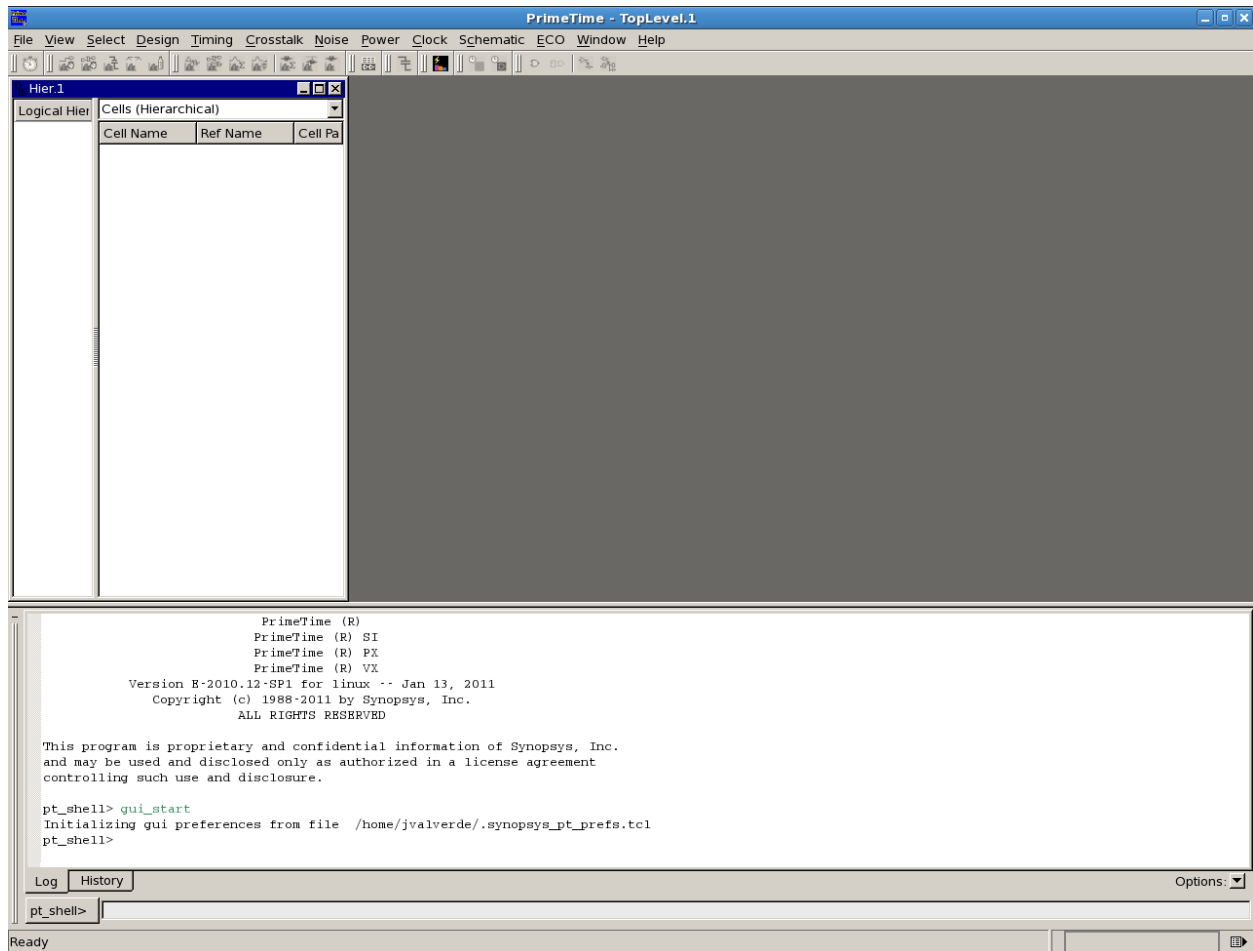 PrimeTime - TopLevel.1
File View Select Design Timing Crosstalk Noise Power Clock Schematic ECO Window Help
Hier.1
Logical Hier
Cells (Hierarchical)
Cell Name Ref Name Cell Pa
PrimeTime (R)
PrimeTime (R) SI
PrimeTime (R) PX
PrimeTime (R) VX
Version E-2010.12-SP1 for linux -- Jan 13, 2011
Copyright (c) 1988-2011 by Synopsys, Inc.
ALL RIGHTS RESERVED
This program is proprietary and confidential information of Synopsys, Inc.
and may be used and disclosed only as authorized in a license agreement
controlling such use and disclosure.
pt_shell> gui_start
Initializing gui preferences from file /home/jvalverde/.synopsys_pt_prefs.tcl
pt_shell>
Log History Options:
pt_shell>
Ready